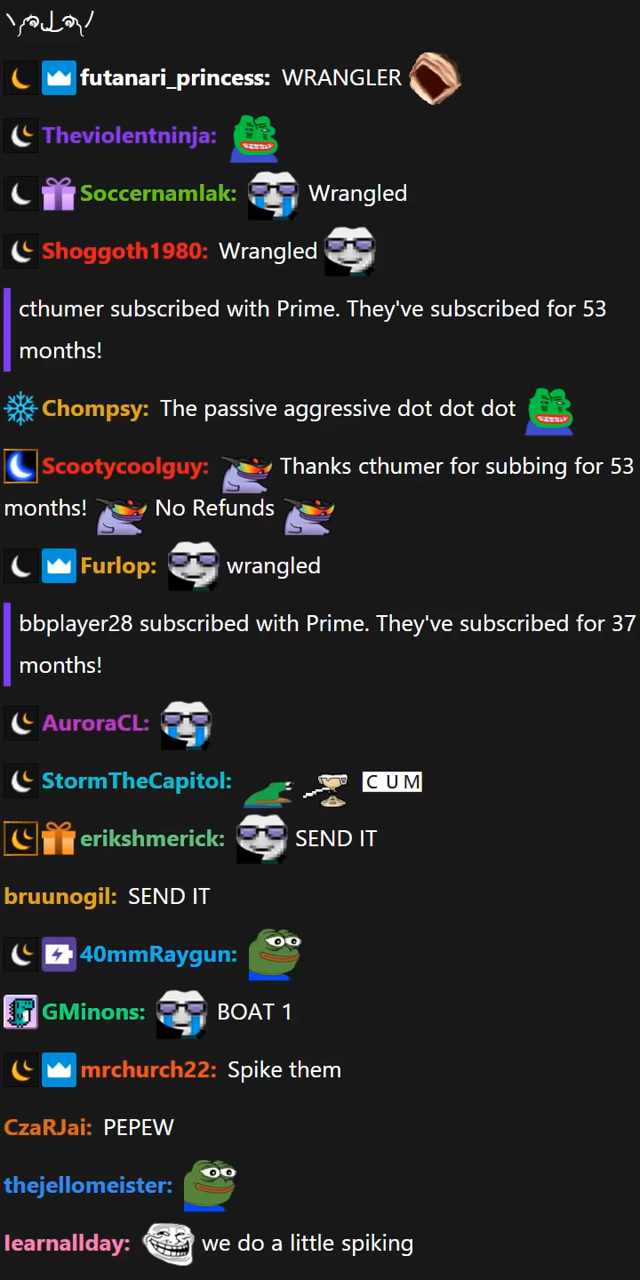 futanari_princess: WRANGLER
Theviolentninja:
Soccernamlak: Wrangled
Shoggoth1980: Wrangled
cthumer subscribed with Prime. They've subscribed for 53
months!
Chompsy: The passive aggressive dot dot dot
Scootycoolguy: Thanks cthumer for subbing for 53
months! No Refunds
Furlop: wrangled
bbplayer28 subscribed with Prime. They've subscribed for 37
months!
AuroraCL:
StormTheCapitol: CUM
erikshmerick: SEND IT
bruunogil: SEND IT
40mmRaygun:
GMinons: BOAT 1
mrchurch22: Spike them
CzaRJai: PEPEW
thejellomeister:
learnallday: we do a little spiking